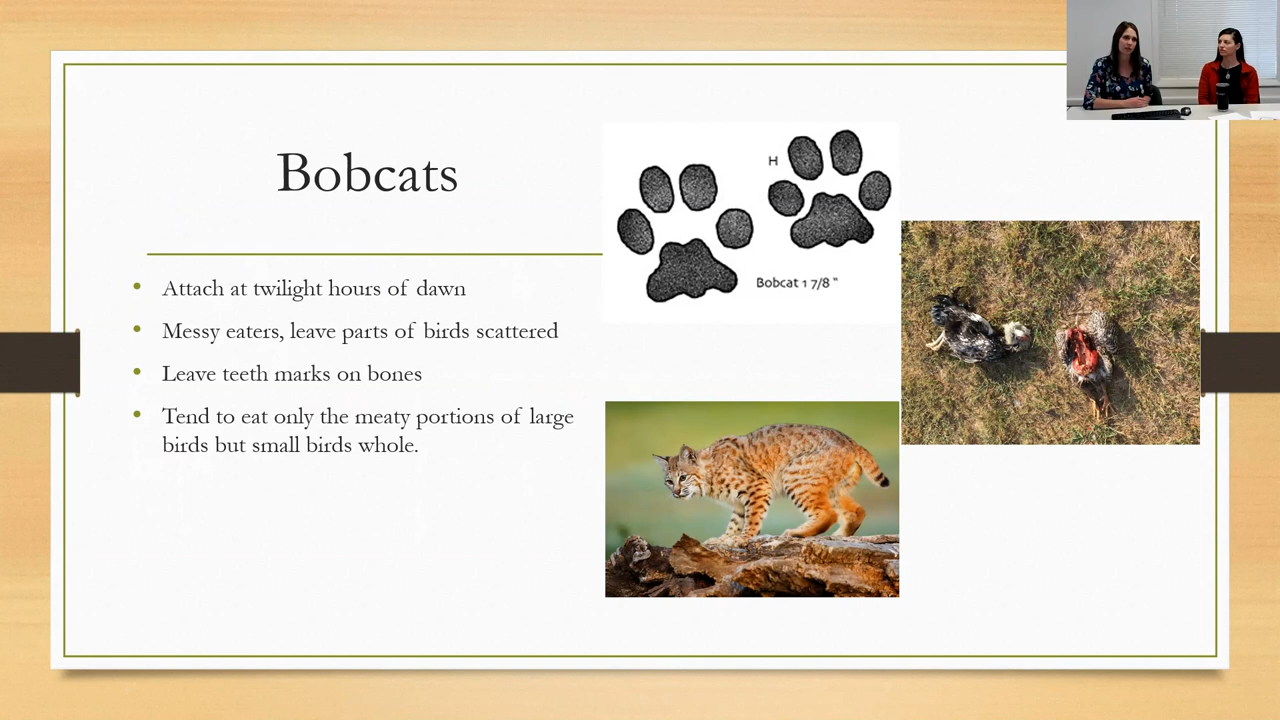 Bobcats
Attach at twilight hours of dawn
Messy eaters, leave parts of birds scattered
Leave teeth marks on bones
Tend to eat only the meaty portions of large
birds but small birds whole.
H
Bobcat 1 7/8 "